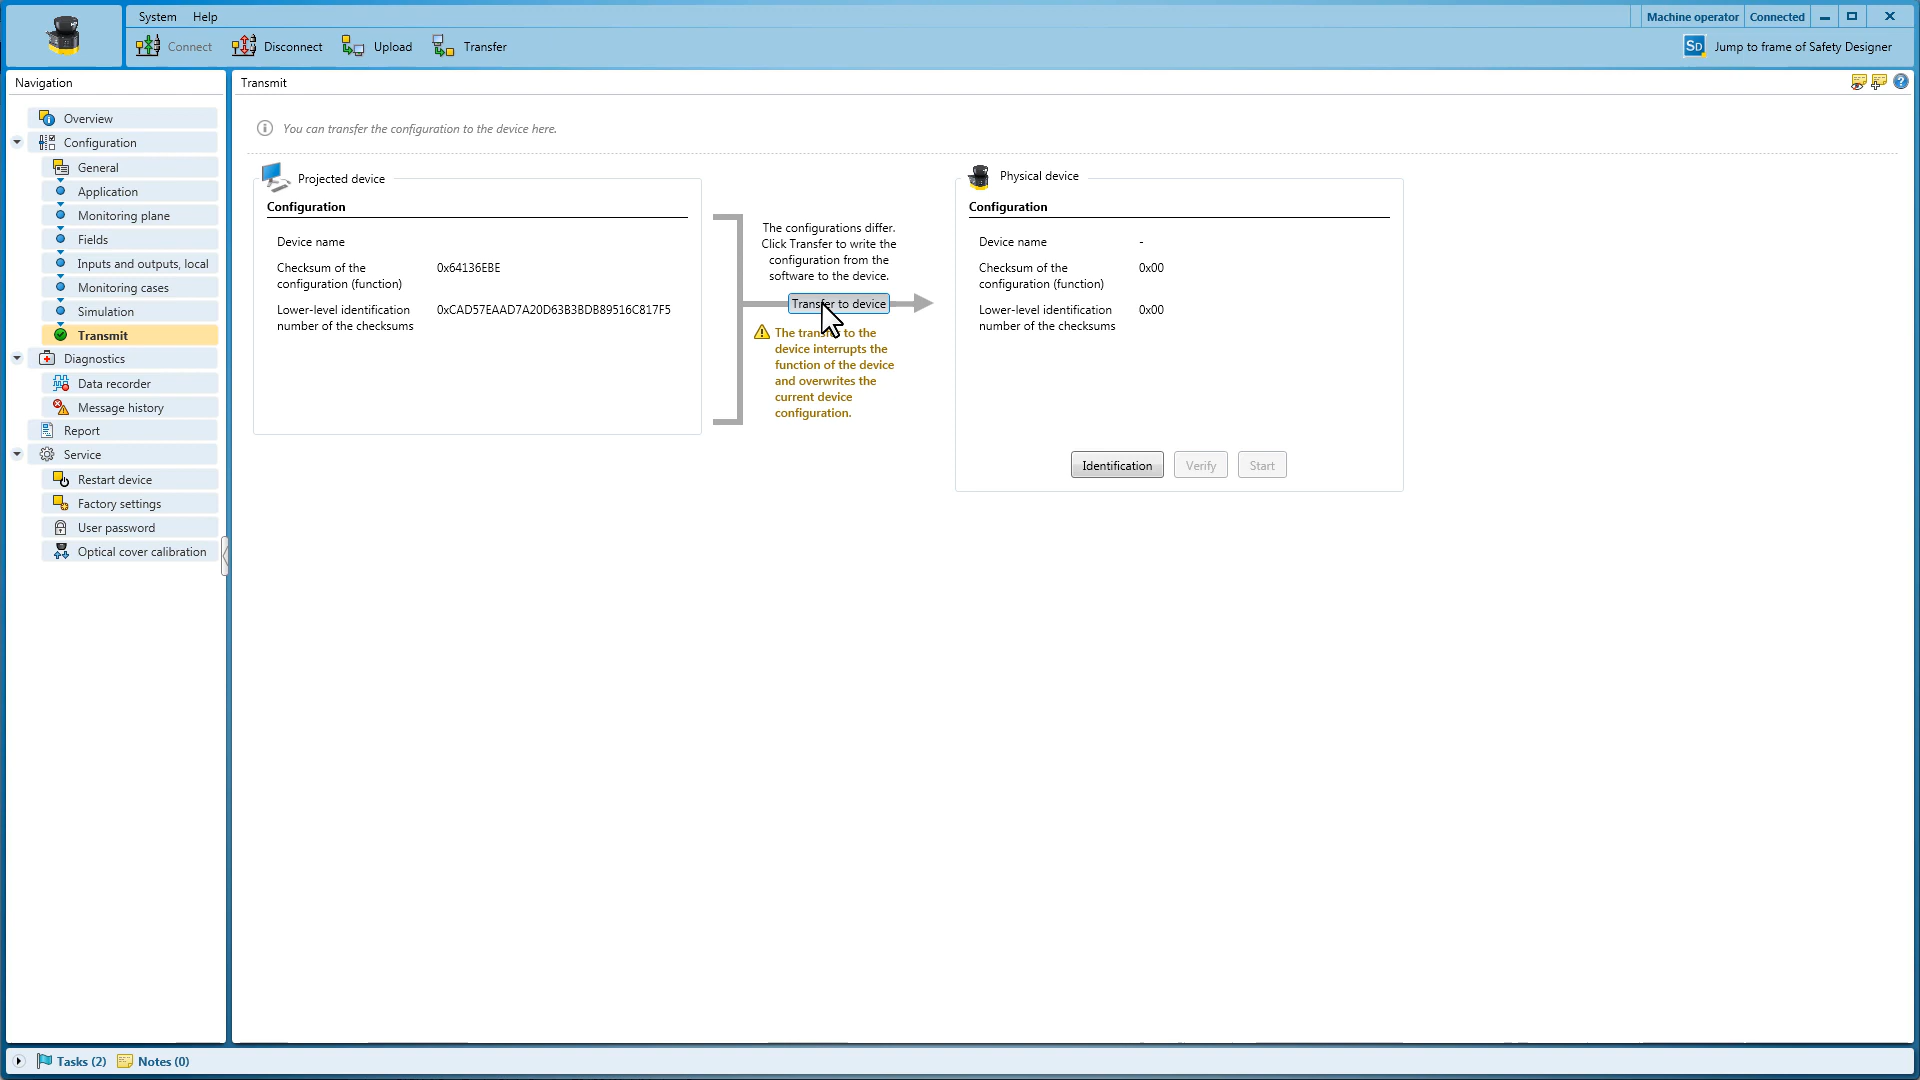 System Help
Machine operator Connected
Connect Disconnect Upload Transfer
SD Jump to frame of Safety Designer
Navigation
Overview
Configuration
General
Application
Monitoring plane
Fields
Inputs and outputs, local
Monitoring cases
Simulation
Transmit
Diagnostics
Data recorder
Message history
Report
Service
Restart device
Factory settings
User password
Optical cover calibration
Transmit
You can transfer the configuration to the device here.
Projected device
Configuration
Device name
Checksum of the
configuration (function)
0x64136EBE
Lower-level identification
number of the checksums
0xCAD57EAAD7A20D63B3BDB89516C817F5
The configurations differ.
Click Transfer to write the
configuration from the
software to the device.
Transfer to device
The transfer to the
device interrupts the
function of the device
and overwrites the
current device
configuration.
Physical device
Configuration
Device name -
Checksum of the
configuration (function)
0x00
Lower-level identification
number of the checksums
0x00
Identification Verify Start
Tasks (2) Notes (0)